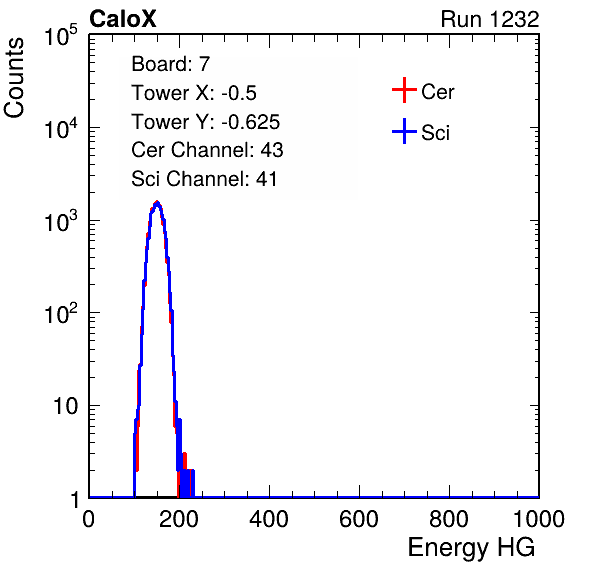 CaloX Run 1232
10^5
10^4
10^3
10^2
10
1
Counts
Board: 7
Tower X: -0.5
Tower Y: -0.625
Cer Channel: 43
Sci Channel: 41
Cer
Sci
0 200 400 600 800 1000
Energy HG